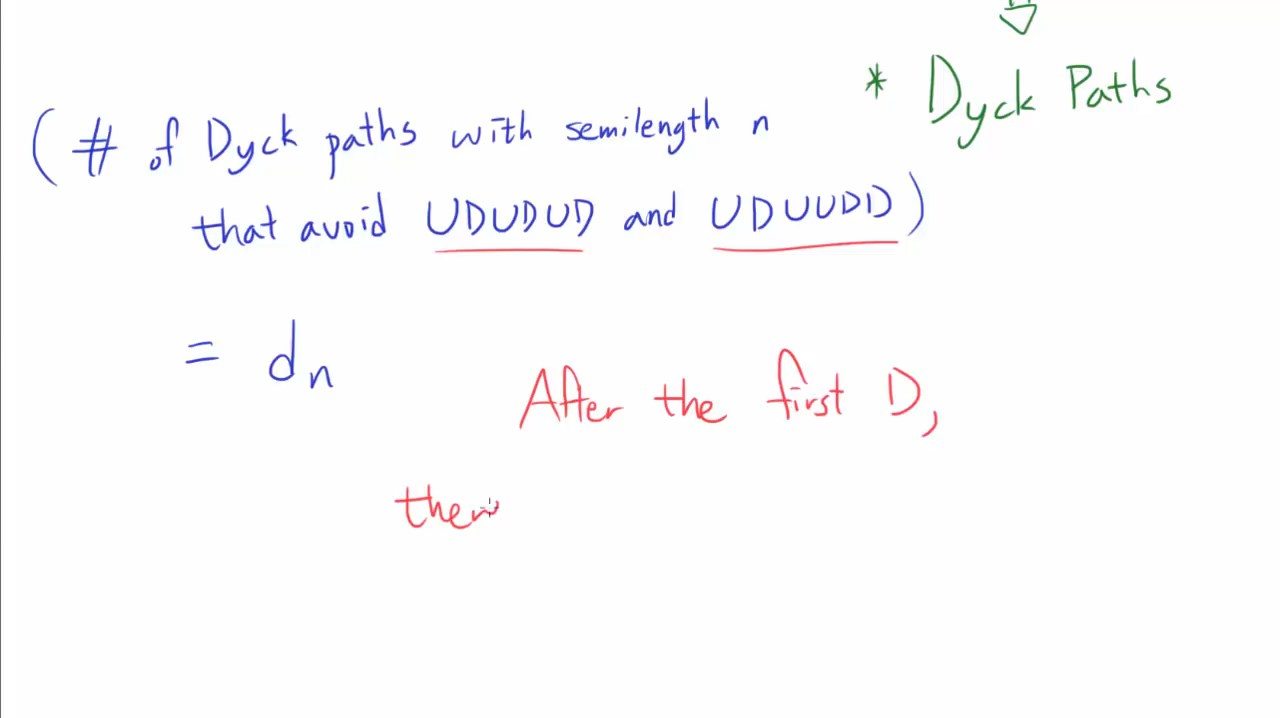 * Dyck Paths
(# of Dyck paths with semilength n
that avoid UDUDUD and UDUUDD)
= dn
After the first D,